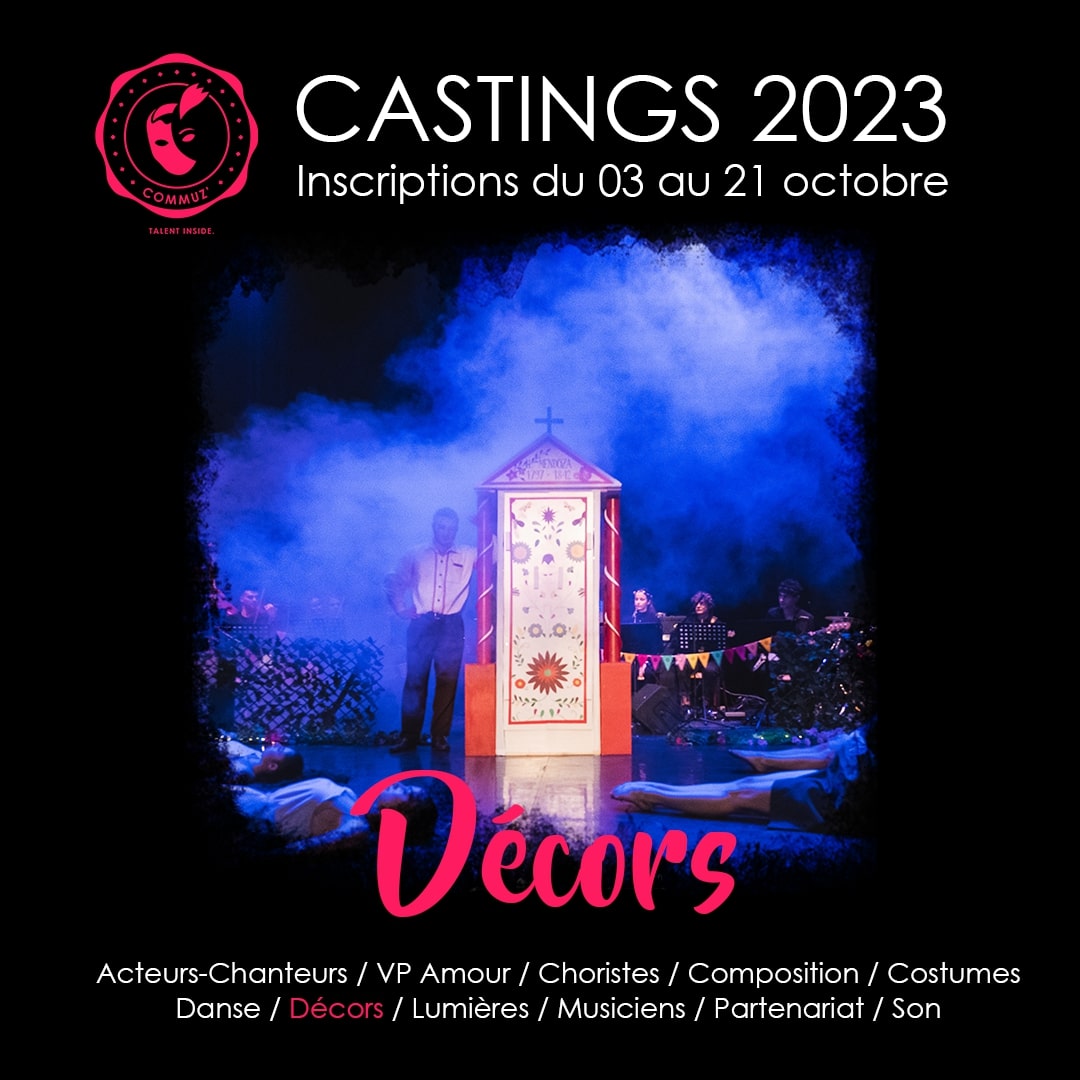 CASTINGS 2023
Inscriptions du 03 au 21 octobre
COMMUZ'
TALENT INSIDE.
MENDOZA
Décors
Acteurs-Chanteurs / VP Amour / Choristes / Composition / Costumes
Danse / Décors / Lumières / Musiciens / Partenariat / Son